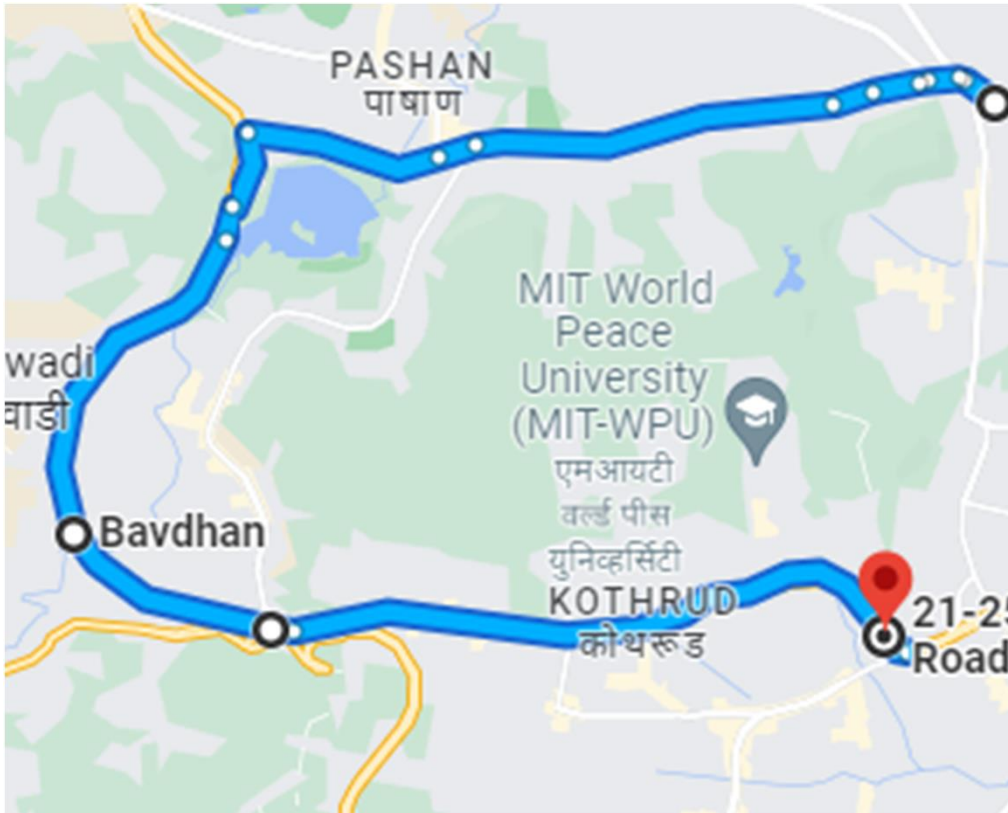 PASHAN
पाषाण
MIT World
Peace
University
(MIT-WPU)
एमआयटी
वर्ल्ड पीस
युनिव्हर्सिटी
wadi
वाडी
Bavdhan
KOTHRUD
कोथरूड
21-25
Road